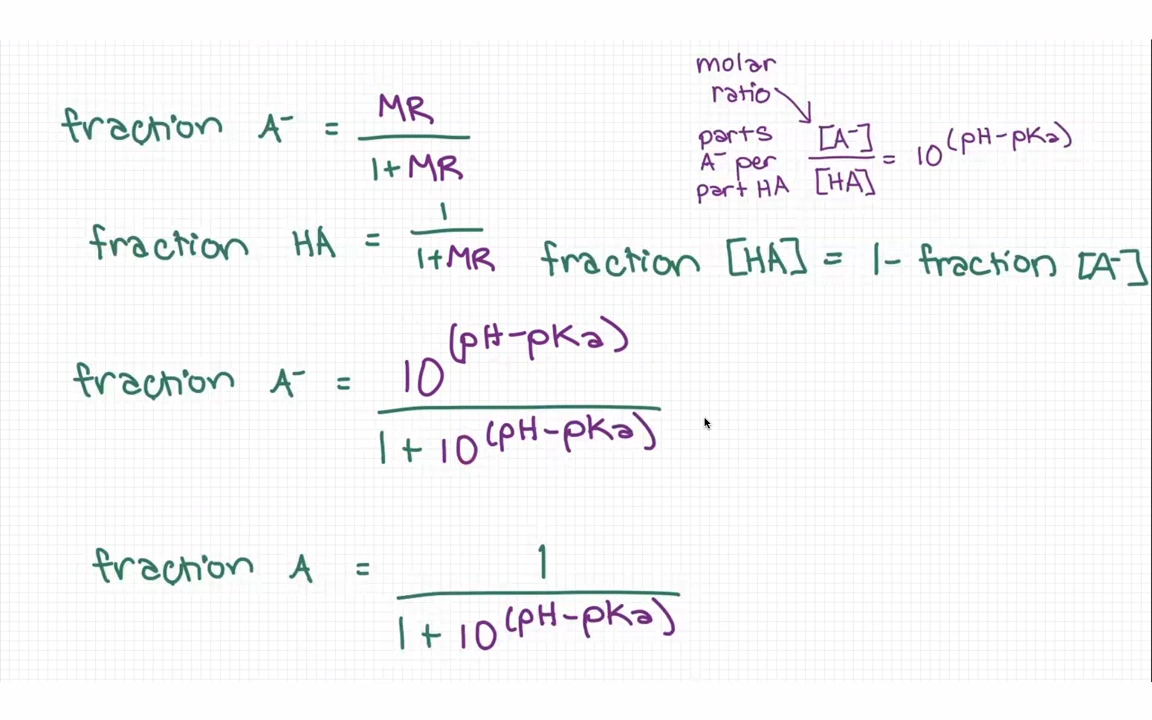 molar
ratio
parts
A⁻ per
part HA
[A⁻]
[HA]
= 10^(pH-pKa)
fraction A⁻ = MR
1+MR
fraction HA = 1
1+MR
fraction [HA] = 1- fraction [A⁻]
fraction A⁻ = 10^(pH-pKa)
1 + 10^(pH-pKa)
fraction A = 1
1 + 10^(pH-pKa)